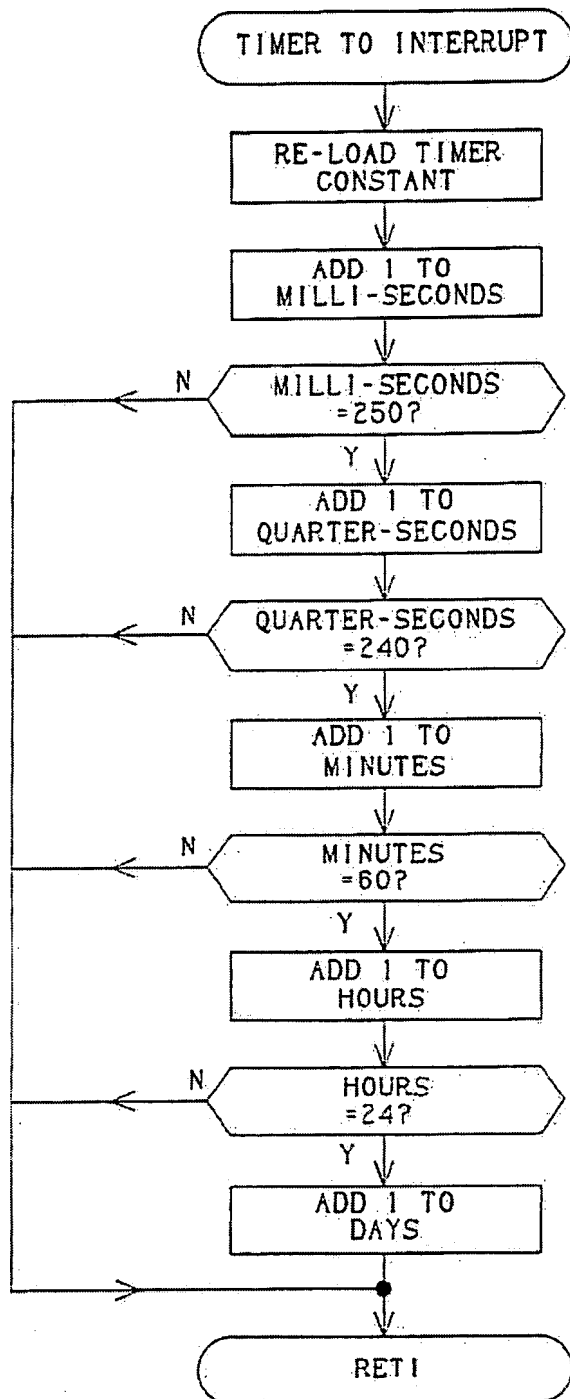 TIMER TO INTERRUPT
RE-LOAD TIMER
CONSTANT
ADD 1 TO
MILLI-SECONDS
MILLI-SECONDS
=250?
N
Y
ADD 1 TO
QUARTER-SECONDS
QUARTER-SECONDS
=240?
N
Y
ADD 1 TO
MINUTES
MINUTES
=60?
N
Y
ADD 1 TO
HOURS
HOURS
=24?
N
Y
ADD 1 TO
DAYS
RETI